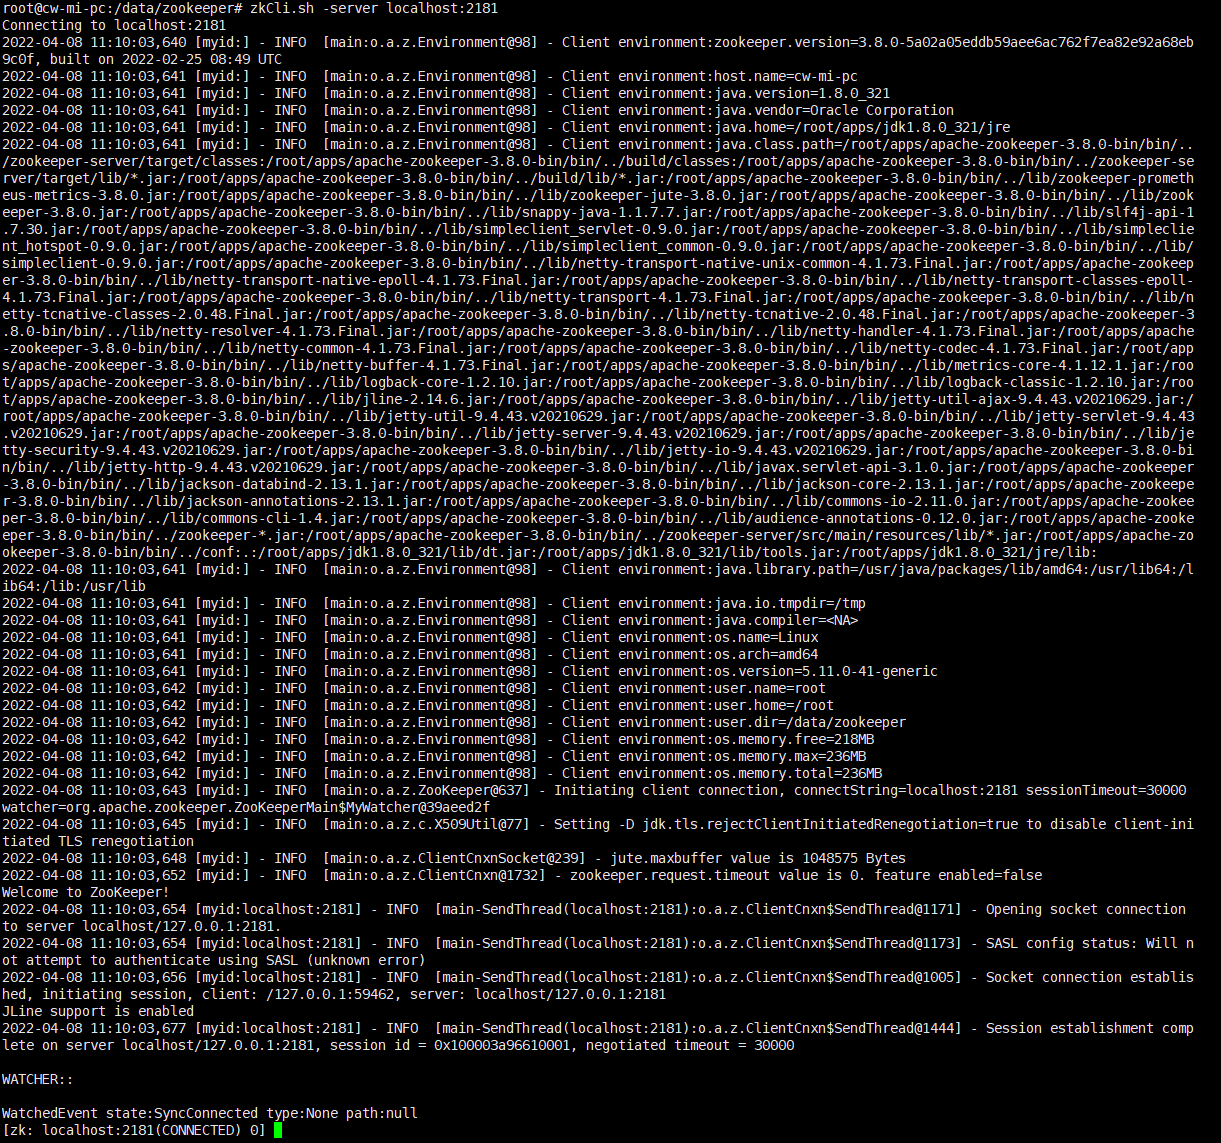 root@cw-mi-pc:/data/zookeeper# zkCli.sh -server localhost:2181
Connecting to localhost:2181
2022-04-08 11:10:03,640 [myid:] - INFO  [main:o.a.z.Environment@98] - Client environment:zookeeper.version=3.8.0-5a02a05eddb59aee6ac762f7ea82e92a68eb
9c0f, built on 2022-02-25 08:49 UTC
2022-04-08 11:10:03,641 [myid:] - INFO  [main:o.a.z.Environment@98] - Client environment:host.name=cw-mi-pc
2022-04-08 11:10:03,641 [myid:] - INFO  [main:o.a.z.Environment@98] - Client environment:java.version=1.8.0_321
2022-04-08 11:10:03,641 [myid:] - INFO  [main:o.a.z.Environment@98] - Client environment:java.vendor=Oracle Corporation
2022-04-08 11:10:03,641 [myid:] - INFO  [main:o.a.z.Environment@98] - Client environment:java.home=/root/apps/jdk1.8.0_321/jre
2022-04-08 11:10:03,641 [myid:] - INFO  [main:o.a.z.Environment@98] - Client environment:java.class.path=/root/apps/apache-zookeeper-3.8.0-bin/bin/..
/zookeeper-server/target/classes:/root/apps/apache-zookeeper-3.8.0-bin/bin/../build/classes:/root/apps/apache-zookeeper-3.8.0-bin/bin/../zookeeper-se
rver/target/lib/*.jar:/root/apps/apache-zookeeper-3.8.0-bin/bin/../build/lib/*.jar:/root/apps/apache-zookeeper-3.8.0-bin/bin/../lib/zookeeper-prometh
eus-metrics-3.8.0.jar:/root/apps/apache-zookeeper-3.8.0-bin/bin/../lib/zookeeper-jute-3.8.0.jar:/root/apps/apache-zookeeper-3.8.0-bin/bin/../lib/zook
eeper-3.8.0.jar:/root/apps/apache-zookeeper-3.8.0-bin/bin/../lib/snappy-java-1.1.7.7.jar:/root/apps/apache-zookeeper-3.8.0-bin/bin/../lib/slf4j-api-1
.7.30.jar:/root/apps/apache-zookeeper-3.8.0-bin/bin/../lib/simpleclient_servlet-0.9.0.jar:/root/apps/apache-zookeeper-3.8.0-bin/bin/../lib/simpleclie
nt_hotspot-0.9.0.jar:/root/apps/apache-zookeeper-3.8.0-bin/bin/../lib/simpleclient_common-0.9.0.jar:/root/apps/apache-zookeeper-3.8.0-bin/bin/../lib/
simpleclient-0.9.0.jar:/root/apps/apache-zookeeper-3.8.0-bin/bin/../lib/netty-transport-native-unix-common-4.1.73.Final.jar:/root/apps/apache-zookeep
er-3.8.0-bin/bin/../lib/netty-transport-native-epoll-4.1.73.Final.jar:/root/apps/apache-zookeeper-3.8.0-bin/bin/../lib/netty-transport-classes-epoll-
4.1.73.Final.jar:/root/apps/apache-zookeeper-3.8.0-bin/bin/../lib/netty-transport-4.1.73.Final.jar:/root/apps/apache-zookeeper-3.8.0-bin/bin/../lib/n
etty-tcnative-classes-2.0.48.Final.jar:/root/apps/apache-zookeeper-3.8.0-bin/bin/../lib/netty-tcnative-2.0.48.Final.jar:/root/apps/apache-zookeeper-3
.8.0-bin/bin/../lib/netty-resolver-4.1.73.Final.jar:/root/apps/apache-zookeeper-3.8.0-bin/bin/../lib/netty-handler-4.1.73.Final.jar:/root/apps/apache
-zookeeper-3.8.0-bin/bin/../lib/netty-common-4.1.73.Final.jar:/root/apps/apache-zookeeper-3.8.0-bin/bin/../lib/netty-codec-4.1.73.Final.jar:/root/app
s/apache-zookeeper-3.8.0-bin/bin/../lib/netty-buffer-4.1.73.Final.jar:/root/apps/apache-zookeeper-3.8.0-bin/bin/../lib/metrics-core-4.1.12.1.jar:/roo
t/apps/apache-zookeeper-3.8.0-bin/bin/../lib/logback-core-1.2.10.jar:/root/apps/apache-zookeeper-3.8.0-bin/bin/../lib/logback-classic-1.2.10.jar:/roo
t/apps/apache-zookeeper-3.8.0-bin/bin/../lib/jline-2.14.6.jar:/root/apps/apache-zookeeper-3.8.0-bin/bin/../lib/jetty-util-ajax-9.4.43.v20210629.jar:/
root/apps/apache-zookeeper-3.8.0-bin/bin/../lib/jetty-util-9.4.43.v20210629.jar:/root/apps/apache-zookeeper-3.8.0-bin/bin/../lib/jetty-servlet-9.4.43
.v20210629.jar:/root/apps/apache-zookeeper-3.8.0-bin/bin/../lib/jetty-server-9.4.43.v20210629.jar:/root/apps/apache-zookeeper-3.8.0-bin/bin/../lib/je
tty-security-9.4.43.v20210629.jar:/root/apps/apache-zookeeper-3.8.0-bin/bin/../lib/jetty-io-9.4.43.v20210629.jar:/root/apps/apache-zookeeper-3.8.0-bi
n/bin/../lib/jetty-http-9.4.43.v20210629.jar:/root/apps/apache-zookeeper-3.8.0-bin/bin/../lib/javax.servlet-api-3.1.0.jar:/root/apps/apache-zookeeper
-3.8.0-bin/bin/../lib/jackson-databind-2.13.1.jar:/root/apps/apache-zookeeper-3.8.0-bin/bin/../lib/jackson-core-2.13.1.jar:/root/apps/apache-zookeepe
r-3.8.0-bin/bin/../lib/jackson-annotations-2.13.1.jar:/root/apps/apache-zookeeper-3.8.0-bin/bin/../lib/commons-io-2.11.0.jar:/root/apps/apache-zookee
per-3.8.0-bin/bin/../lib/commons-cli-1.4.jar:/root/apps/apache-zookeeper-3.8.0-bin/bin/../lib/audience-annotations-0.12.0.jar:/root/apps/apache-zooke
eper-3.8.0-bin/bin/../zookeeper-*.jar:/root/apps/apache-zookeeper-3.8.0-bin/bin/../zookeeper-server/src/main/resources/lib/*.jar:/root/apps/apache-zo
okeeper-3.8.0-bin/bin/../conf:.:/root/apps/jdk1.8.0_321/lib/dt.jar:/root/apps/jdk1.8.0_321/lib/tools.jar:/root/apps/jdk1.8.0_321/jre/lib:
2022-04-08 11:10:03,641 [myid:] - INFO  [main:o.a.z.Environment@98] - Client environment:java.library.path=/usr/java/packages/lib/amd64:/usr/lib64:/l
ib64:/lib:/usr/lib
2022-04-08 11:10:03,641 [myid:] - INFO  [main:o.a.z.Environment@98] - Client environment:java.io.tmpdir=/tmp
2022-04-08 11:10:03,641 [myid:] - INFO  [main:o.a.z.Environment@98] - Client environment:java.compiler=<NA>
2022-04-08 11:10:03,641 [myid:] - INFO  [main:o.a.z.Environment@98] - Client environment:os.name=Linux
2022-04-08 11:10:03,641 [myid:] - INFO  [main:o.a.z.Environment@98] - Client environment:os.arch=amd64
2022-04-08 11:10:03,641 [myid:] - INFO  [main:o.a.z.Environment@98] - Client environment:os.version=5.11.0-41-generic
2022-04-08 11:10:03,642 [myid:] - INFO  [main:o.a.z.Environment@98] - Client environment:user.name=root
2022-04-08 11:10:03,642 [myid:] - INFO  [main:o.a.z.Environment@98] - Client environment:user.home=/root
2022-04-08 11:10:03,642 [myid:] - INFO  [main:o.a.z.Environment@98] - Client environment:user.dir=/data/zookeeper
2022-04-08 11:10:03,642 [myid:] - INFO  [main:o.a.z.Environment@98] - Client environment:os.memory.free=218MB
2022-04-08 11:10:03,642 [myid:] - INFO  [main:o.a.z.Environment@98] - Client environment:os.memory.max=236MB
2022-04-08 11:10:03,642 [myid:] - INFO  [main:o.a.z.Environment@98] - Client environment:os.memory.total=236MB
2022-04-08 11:10:03,643 [myid:] - INFO  [main:o.a.z.ZooKeeper@637] - Initiating client connection, connectString=localhost:2181 sessionTimeout=30000
watcher=org.apache.zookeeper.ZooKeeperMain$MyWatcher@39aeed2f
2022-04-08 11:10:03,645 [myid:] - INFO  [main:o.a.z.c.X509Util@77] - Setting -D jdk.tls.rejectClientInitiatedRenegotiation=true to disable client-ini
tiated TLS renegotiation
2022-04-08 11:10:03,648 [myid:] - INFO  [main:o.a.z.ClientCnxnSocket@239] - jute.maxbuffer value is 1048575 Bytes
2022-04-08 11:10:03,652 [myid:] - INFO  [main:o.a.z.ClientCnxn@1732] - zookeeper.request.timeout value is 0. feature enabled=false
Welcome to ZooKeeper!
2022-04-08 11:10:03,654 [myid:localhost:2181] - INFO  [main-SendThread(localhost:2181):o.a.z.ClientCnxn$SendThread@1171] - Opening socket connection
to server localhost/127.0.0.1:2181.
2022-04-08 11:10:03,654 [myid:localhost:2181] - INFO  [main-SendThread(localhost:2181):o.a.z.ClientCnxn$SendThread@1173] - SASL config status: Will n
ot attempt to authenticate using SASL (unknown error)
2022-04-08 11:10:03,656 [myid:localhost:2181] - INFO  [main-SendThread(localhost:2181):o.a.z.ClientCnxn$SendThread@1005] - Socket connection establis
hed, initiating session, client: /127.0.0.1:59462, server: localhost/127.0.0.1:2181
JLine support is enabled
2022-04-08 11:10:03,677 [myid:localhost:2181] - INFO  [main-SendThread(localhost:2181):o.a.z.ClientCnxn$SendThread@1444] - Session establishment comp
lete on server localhost/127.0.0.1:2181, session id = 0x100003a96610001, negotiated timeout = 30000
WATCHER::
WatchedEvent state:SyncConnected type:None path:null
[zk: localhost:2181(CONNECTED) 0]